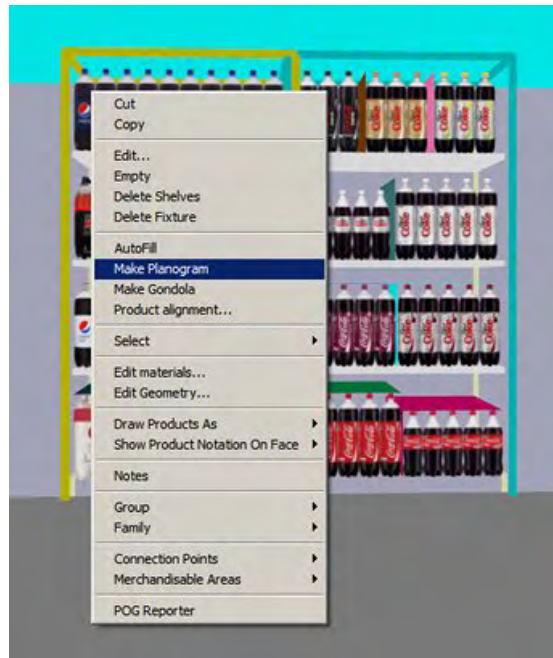 Cut
Copy
Edit...
Empty
Delete Shelves
Delete Fixture
AutoFill
Make Planogram
Make Gondola
Product alignment...
Select
Edit materials...
Edit Geometry...
Draw Products As
Show Product Notation On Face
Notes
Group
Family
Connection Points
Merchandisable Areas
POG Reporter